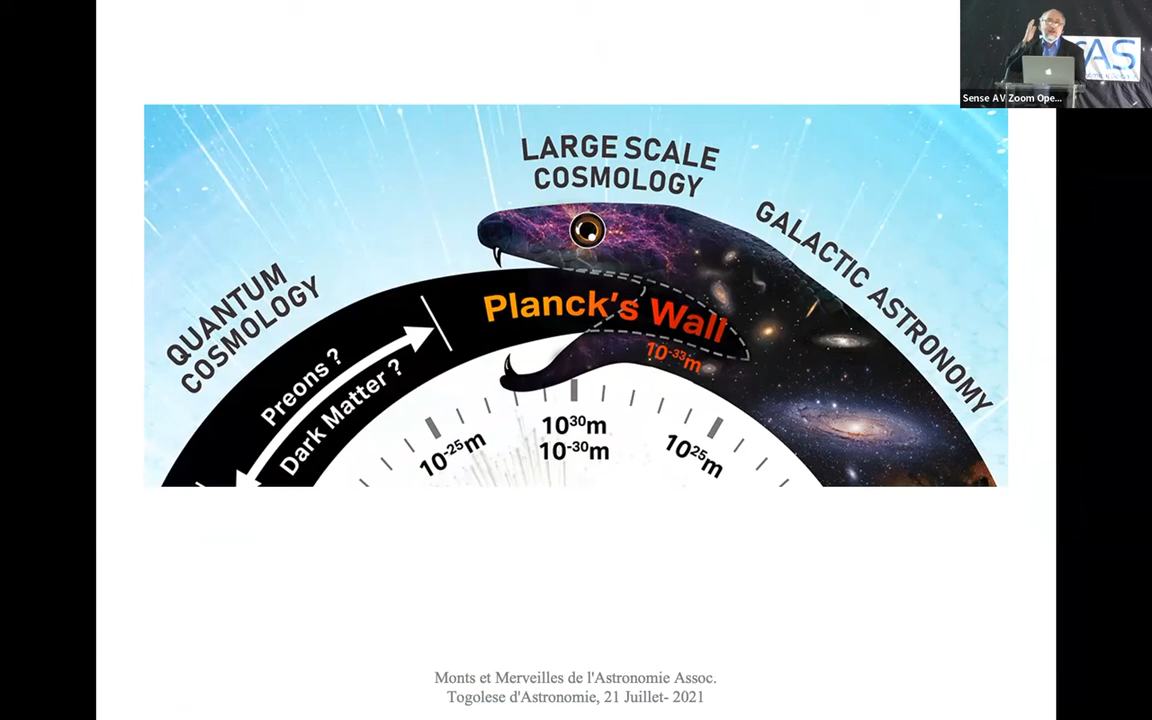 AS
Sense AV Zoom Ope...
LARGE SCALE
COSMOLOGY
GALACTIC ASTRONOMY
QUANTUM
COSMOLOGY
Planck's Wall
10⁻³³m
Preons ?
Dark Matter ?
10⁻²⁵m
10³⁰m
10⁻³⁰m
10²⁵m
Monts et Merveilles de l'Astronomie Assoc.
Togolese d'Astronomie, 21 Juillet- 2021